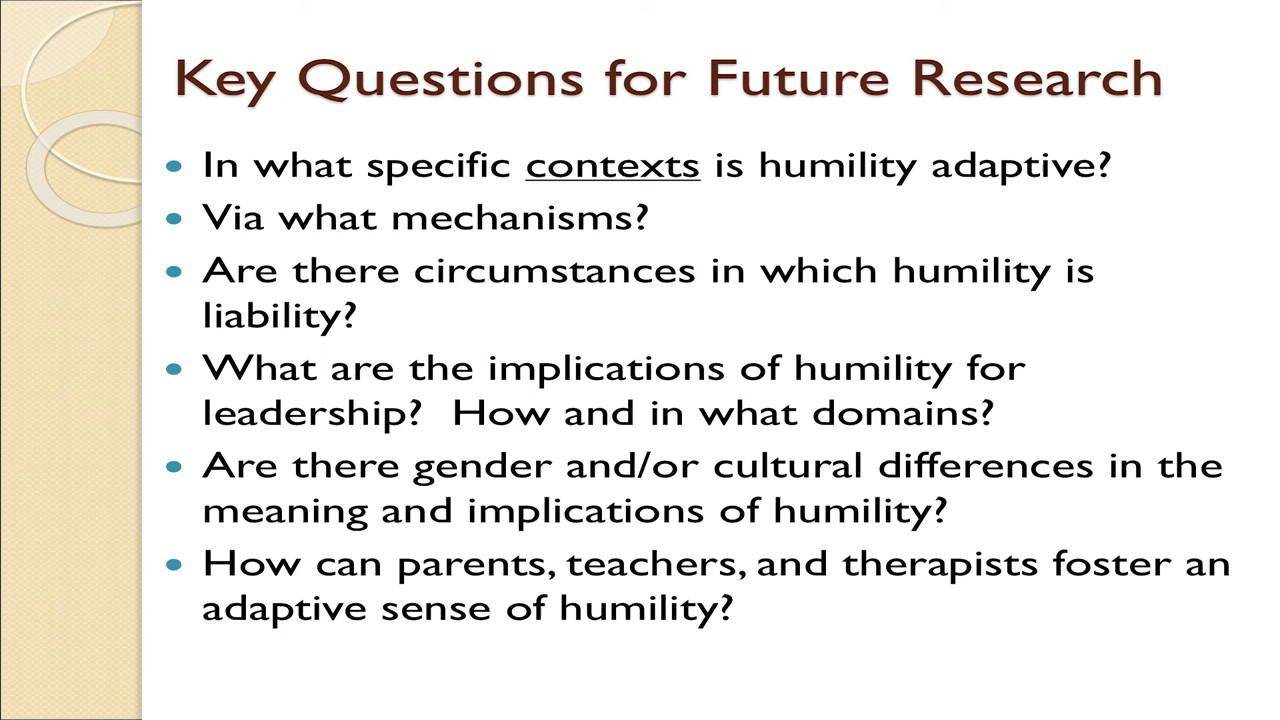 Key Questions for Future Research
• In what specific contexts is humility adaptive?
• Via what mechanisms?
• Are there circumstances in which humility is
liability?
• What are the implications of humility for
leadership?  How and in what domains?
• Are there gender and/or cultural differences in the
meaning and implications of humility?
• How can parents, teachers, and therapists foster an
adaptive sense of humility?